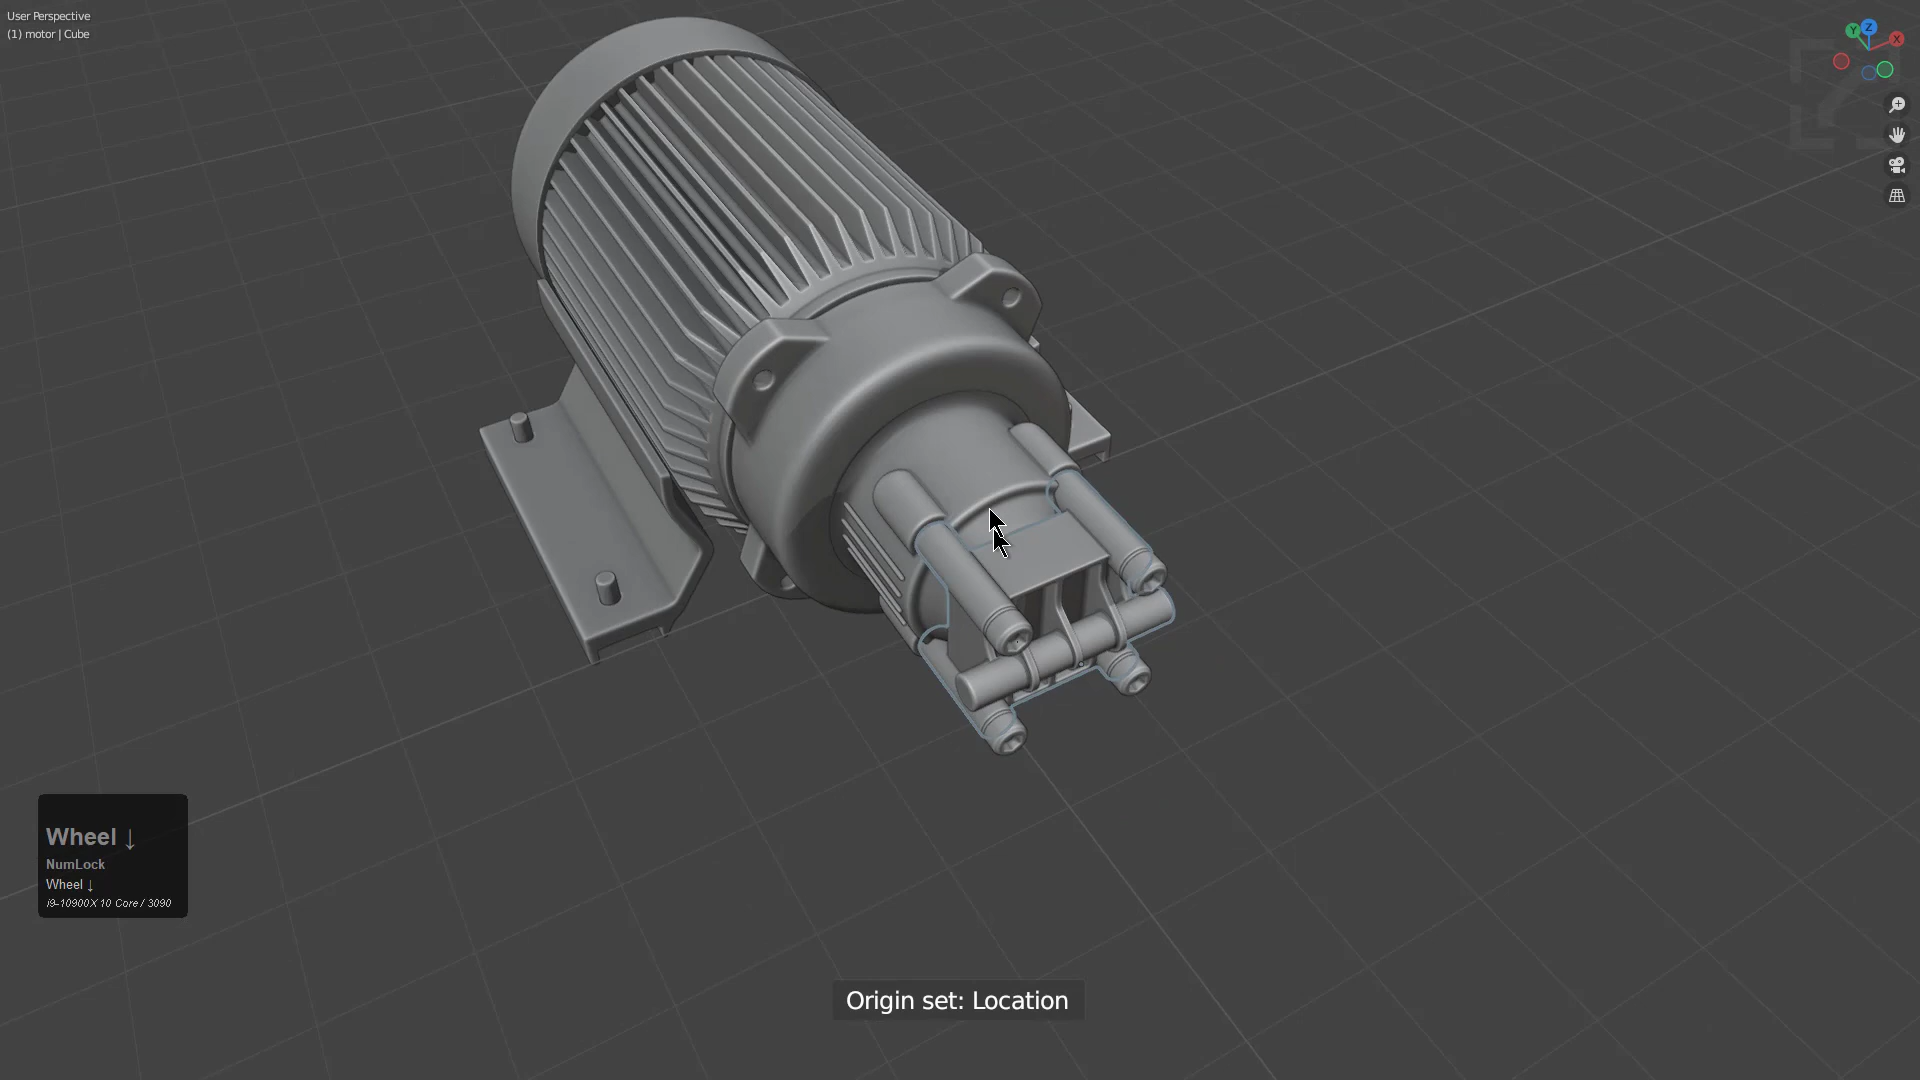 User Perspective
(1) motor | Cube
Y
Z
X
Wheel ↓
NumLock
Wheel ↓
i9-10900X 10 Core / 3090
Origin set: Location